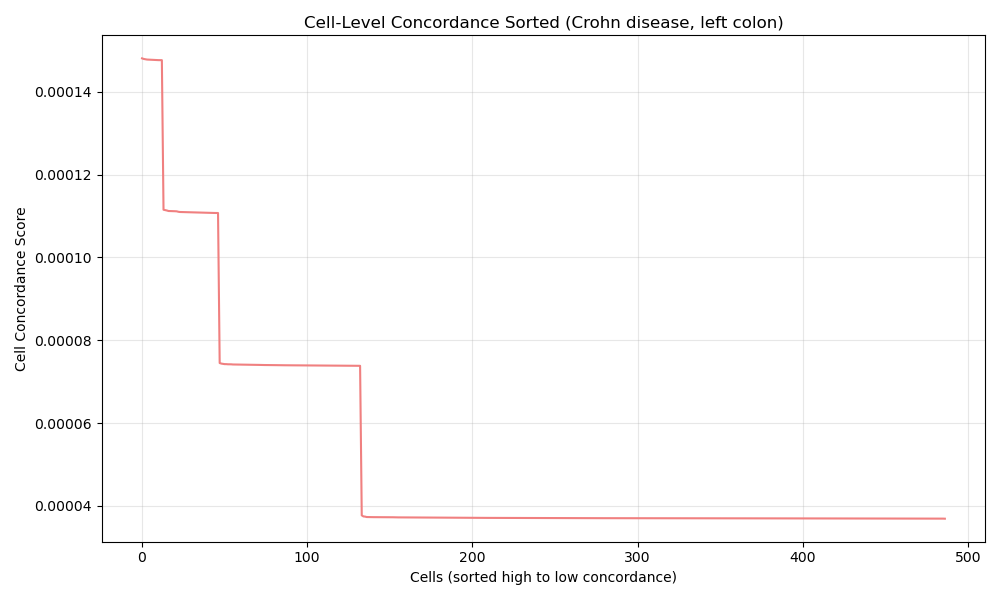 Cell-Level Concordance Sorted (Crohn disease, left colon)
Cell Concordance Score
0.00014
0.00012
0.00010
0.00008
0.00006
0.00004
0 100 200 300 400 500
Cells (sorted high to low concordance)